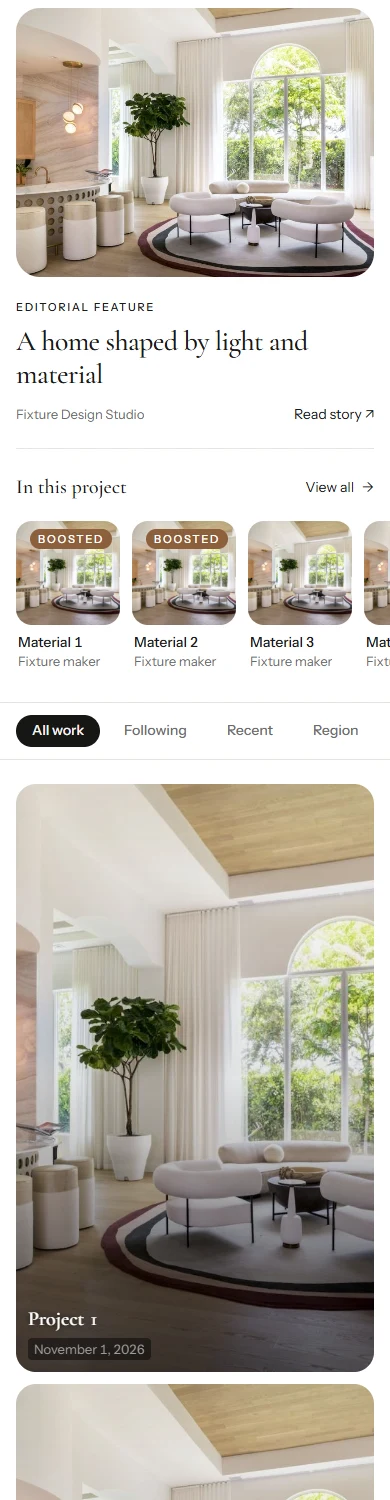 EDITORIAL FEATURE
A home shaped by light and
material
Fixture Design Studio
Read story ↗
In this project
View all →
BOOSTED
BOOSTED
Material 1
Material 2
Material 3
Mat
Fixture maker
Fixture maker
Fixture maker
Fixt
All work
Following
Recent
Region
Project 1
November 1, 2026